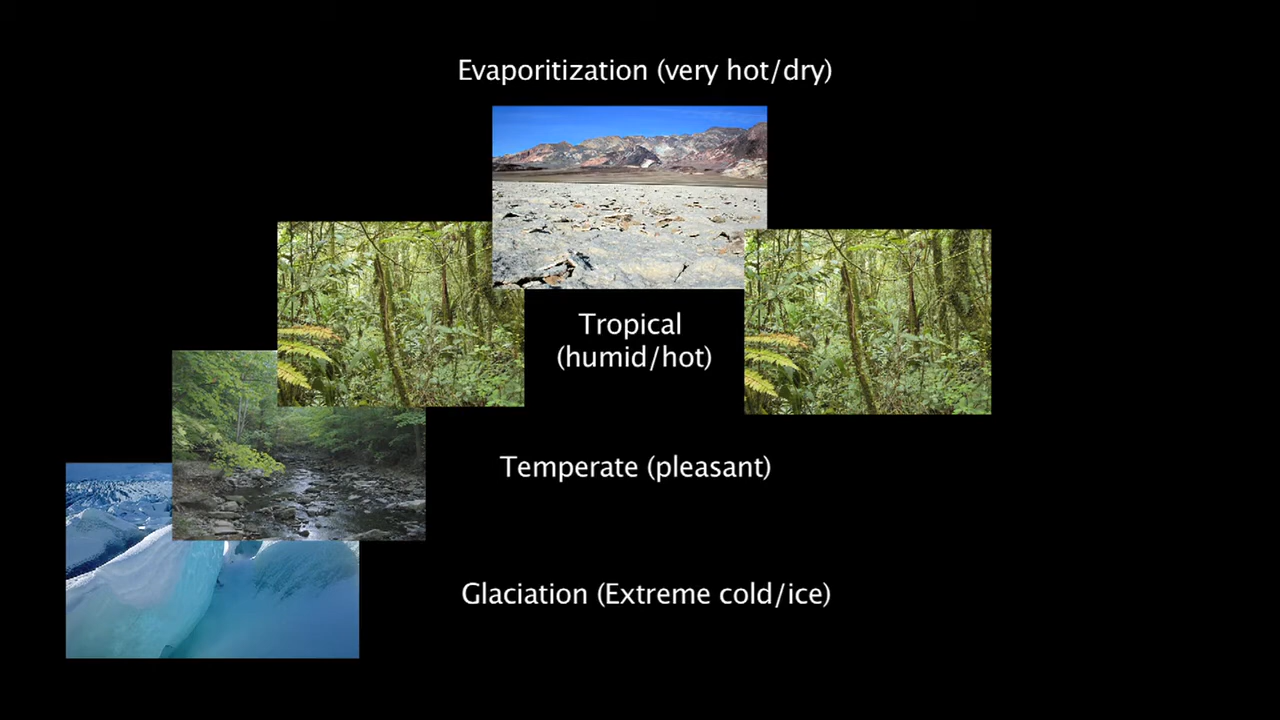 Evaporitization (very hot/dry)
Tropical
(humid/hot)
Temperate (pleasant)
Glaciation (Extreme cold/ice)